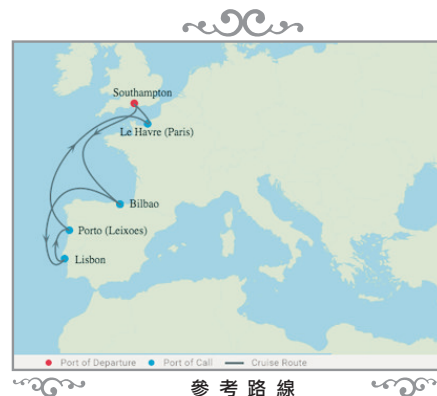 Southampton
Le Havre (Paris)
Bilbao
Porto (Leixoes)
Lisbon
Port of Departure Port of Call Cruise Route
參考路線